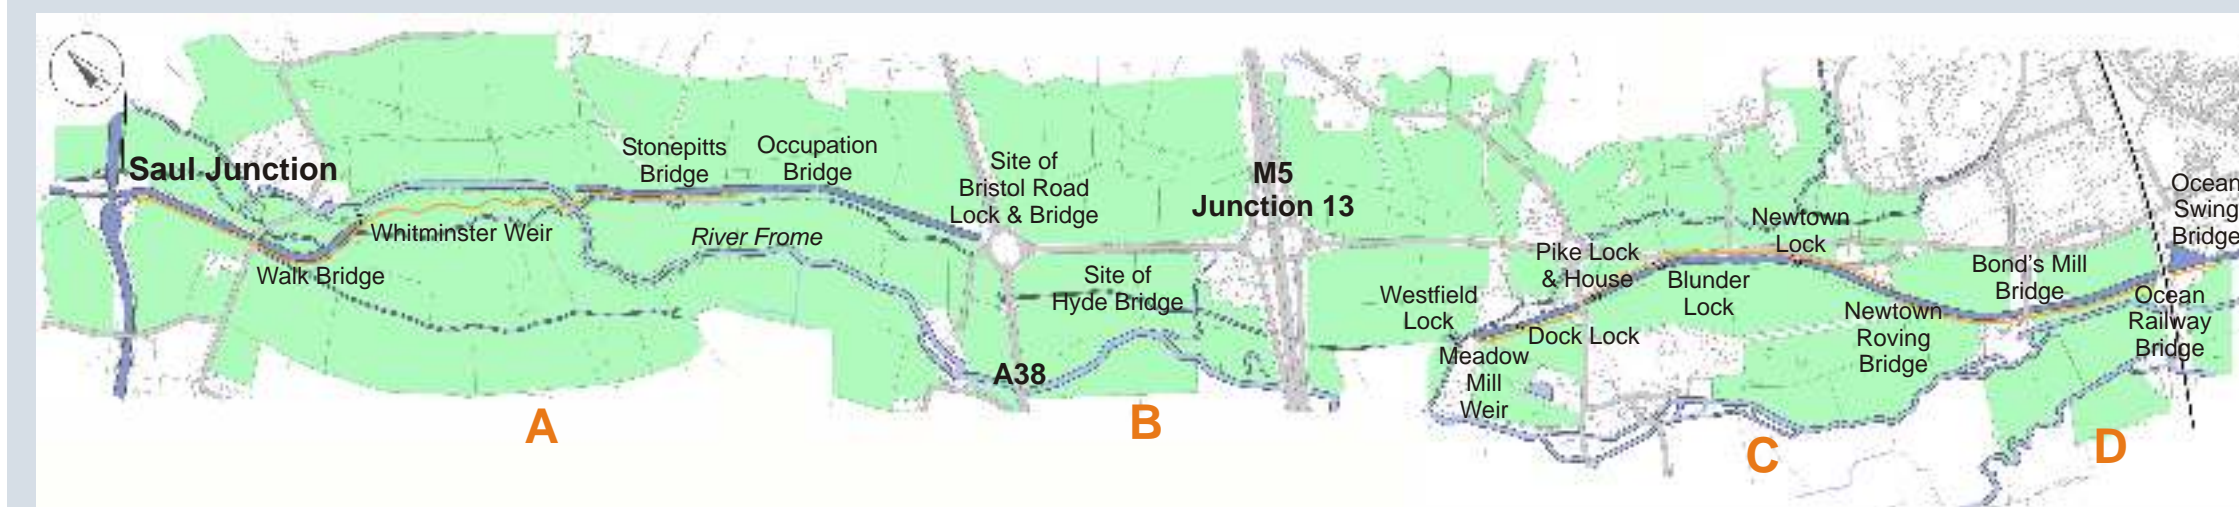 Saul Junction
Walk Bridge
Whitminster Weir
Stonepitts
Bridge
Occupation
Bridge
River Frome
Site of
Bristol Road
Lock & Bridge
A38
Site of
Hyde Bridge
M5
Junction 13
Westfield
Lock
Meadow
Mill
Weir
Dock Lock
Pike Lock
& House
Blunder
Lock
Newtown
Lock
Newtown
Roving
Bridge
Bond's Mill
Bridge
Ocean
Railway
Bridge
Ocean
Swing
Bridge
A
B
C
D